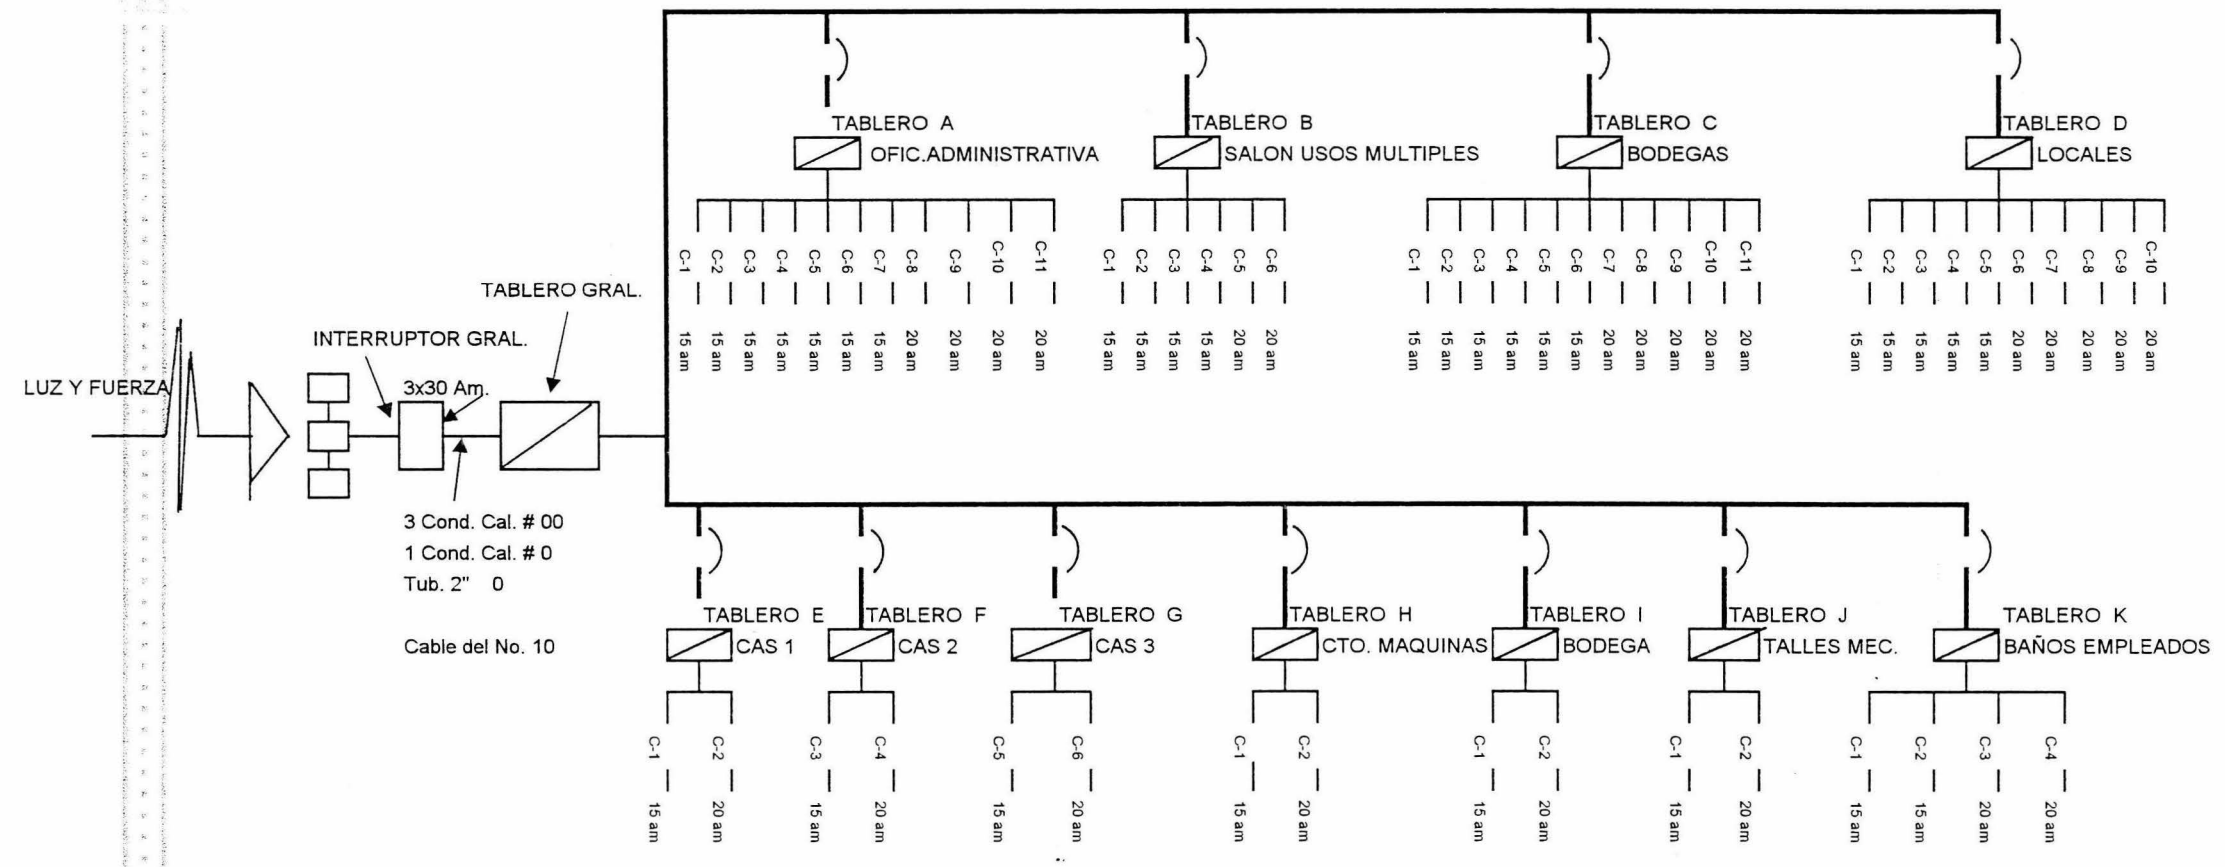 TABLERO A
OFIC.ADMINISTRATIVA
TABLERO B
SALON USOS MULTIPLES
TABLERO C
BODEGAS
TABLERO D
LOCALES
C-1 C-2 C-3 C-4 C-5 C-6 C-7 C-8 C-9 C-10 C-11
15 am 15 am 15 am 15 am 15 am 15 am 15 am 20 am 20 am 20 am 20 am
C-1 C-2 C-3 C-4 C-5 C-6
15 am 15 am 15 am 15 am 20 am 20 am
C-1 C-2 C-3 C-4 C-5 C-6 C-7 C-8 C-9 C-10 C-11
15 am 15 am 15 am 15 am 15 am 15 am 20 am 20 am 20 am 20 am 20 am
C-1 C-2 C-3 C-4 C-5 C-6 C-7 C-8 C-9 C-10
15 am 15 am 15 am 15 am 15 am 20 am 20 am 20 am 20 am 20 am
TABLERO GRAL.
INTERRUPTOR GRAL.
LUZ Y FUERZA
3x30 Am.
3 Cond. Cal. # 00
1 Cond. Cal. # 0
Tub. 2" 0
Cable del No. 10
TABLERO E
CAS 1
TABLERO F
CAS 2
TABLERO G
CAS 3
TABLERO H
CTO. MAQUINAS
TABLERO I
BODEGA
TABLERO J
TALLES MEC.
TABLERO K
BAÑOS EMPLEADOS
C-1 C-2
15 am 20 am
C-3 C-4
15 am 20 am
C-5 C-6
15 am 20 am
C-1 C-2
15 am 20 am
C-1 C-2
15 am 20 am
C-1 C-2
15 am 20 am
C-1 C-2 C-3 C-4
15 am 15 am 20 am 20 am